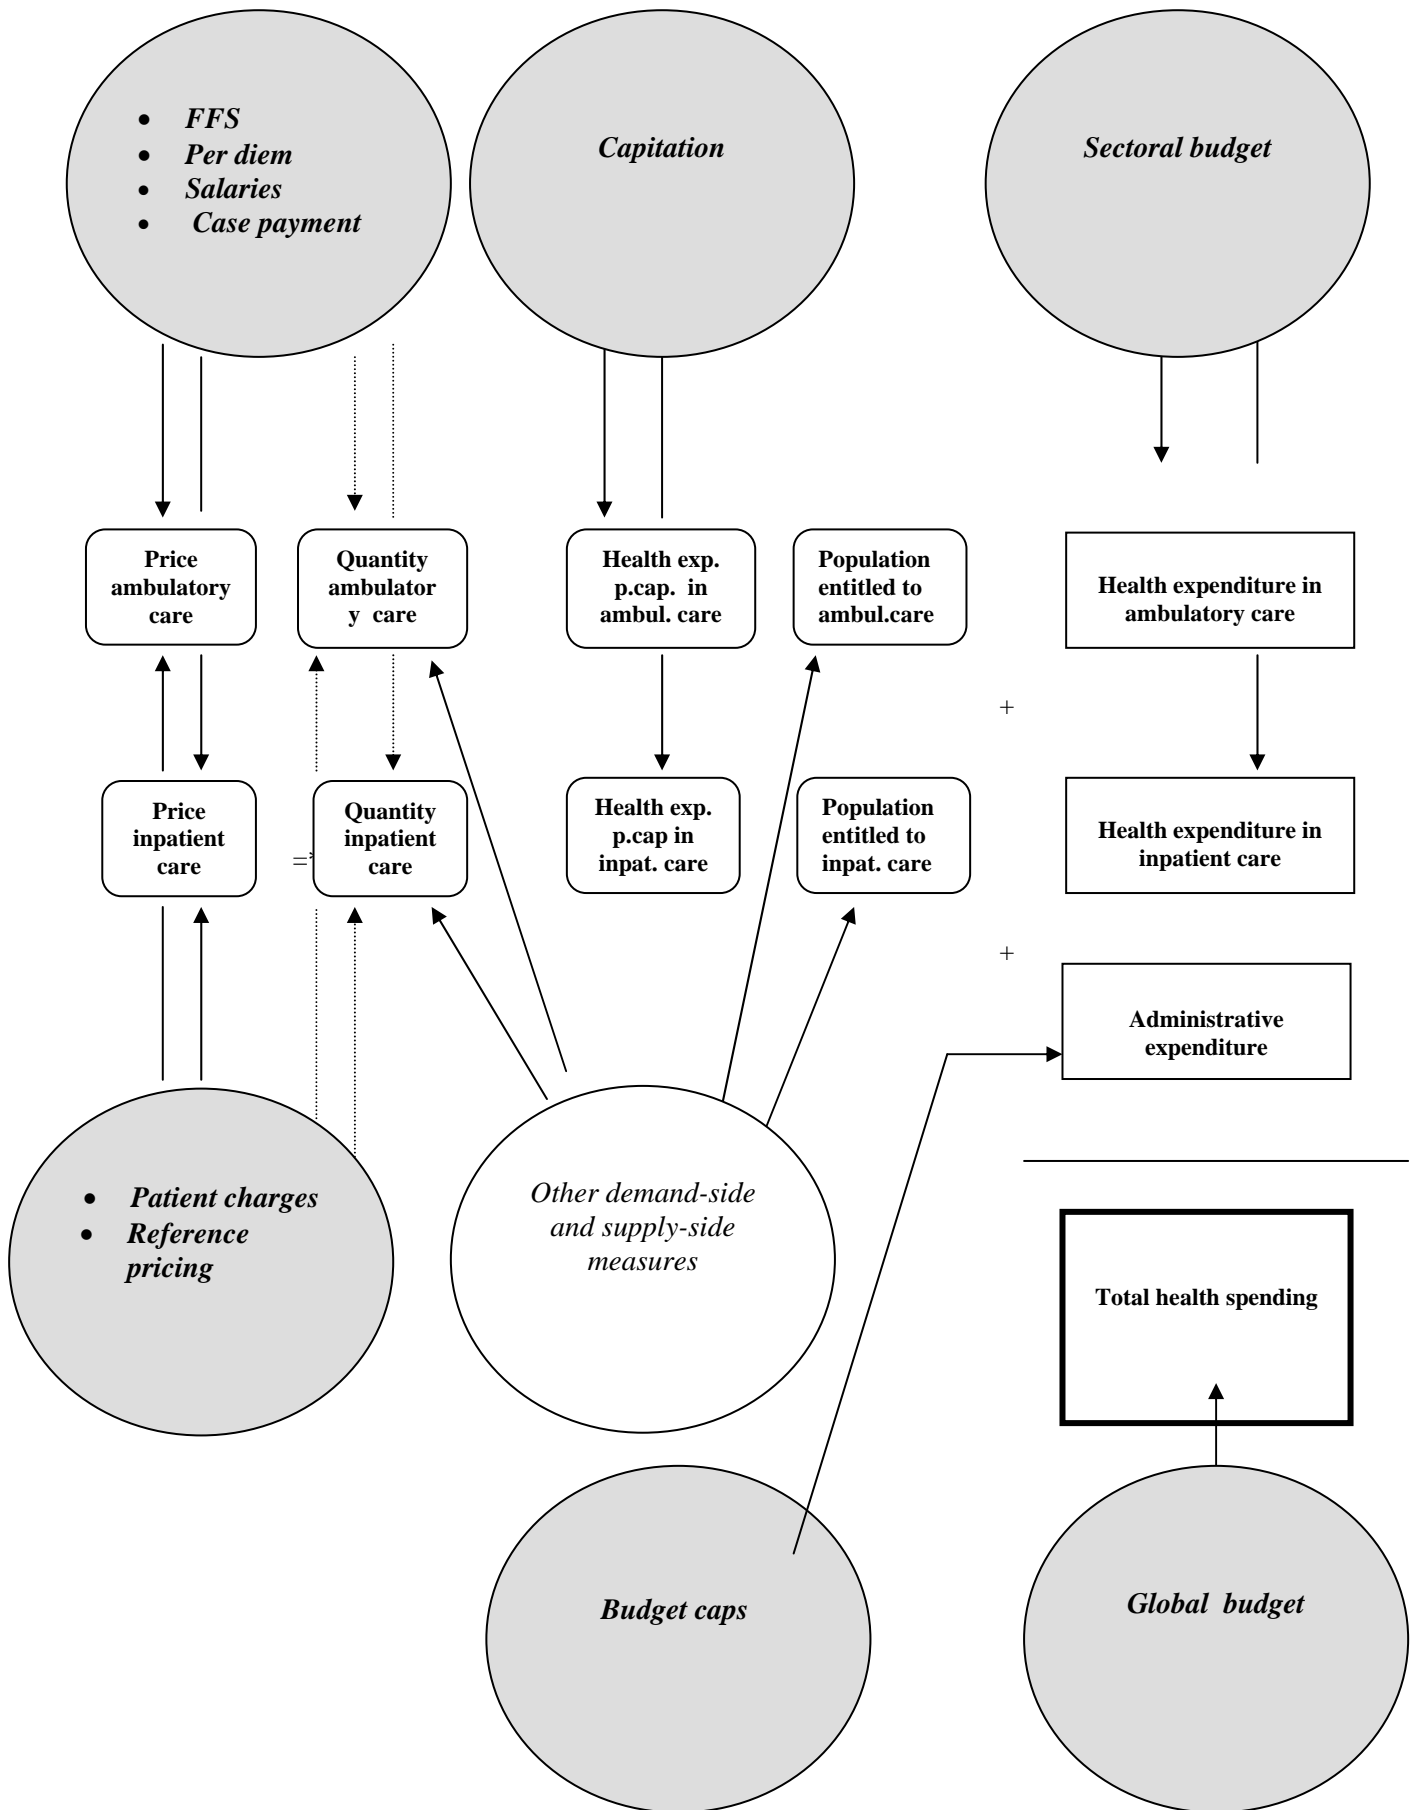 • FFS
• Per diem
• Salaries
• Case payment
Capitation
Sectoral budget
Price
ambulatory
care
Quantity
ambulator
y care
Health exp.
p.cap. in
ambul. care
Population
entitled to
ambul.care
Health expenditure in
ambulatory care
+
Price
inpatient
care
=
Quantity
inpatient
care
Health exp.
p.cap in
inpat. care
Population
entitled to
inpat. care
Health expenditure in
inpatient care
+
Administrative
expenditure
• Patient charges
• Reference
pricing
Other demand-side
and supply-side
measures
Total health spending
Budget caps
Global budget